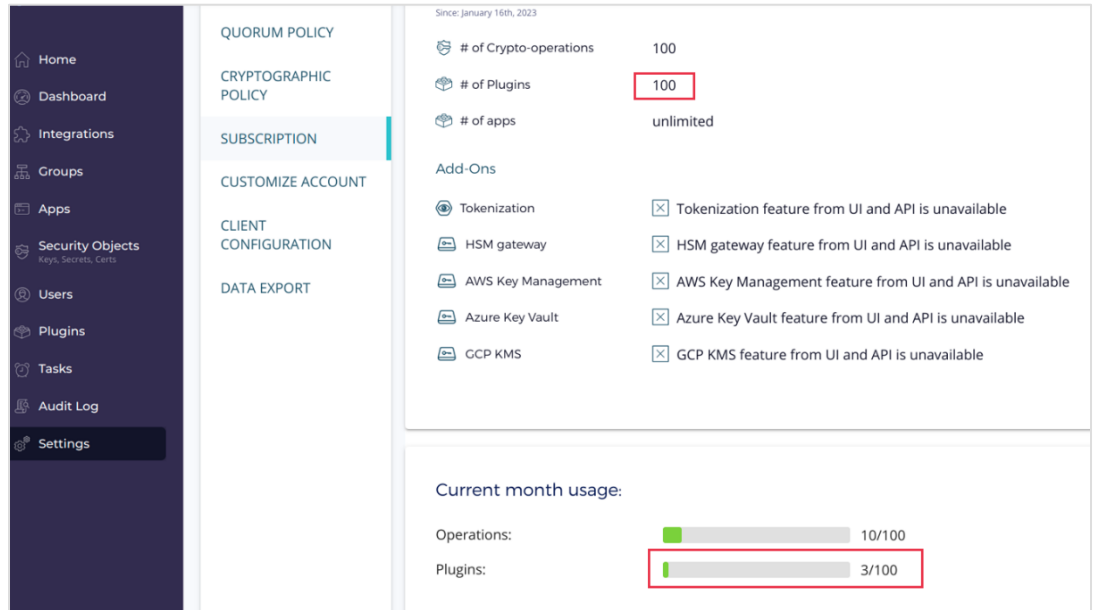 Home
Dashboard
Integrations
Groups
Apps
Security Objects
Keys, Secrets, Certs
Users
Plugins
Tasks
Audit Log
Settings
QUORUM POLICY
CRYPTOGRAPHIC
POLICY
SUBSCRIPTION
CUSTOMIZE ACCOUNT
CLIENT
CONFIGURATION
DATA EXPORT
Since: January 16th, 2023
# of Crypto-operations 100
# of Plugins 100
# of apps unlimited
Add-Ons
Tokenization Tokenization feature from UI and API is unavailable
HSM gateway HSM gateway feature from UI and API is unavailable
AWS Key Management AWS Key Management feature from UI and API is unavailable
Azure Key Vault Azure Key Vault feature from UI and API is unavailable
GCP KMS GCP KMS feature from UI and API is unavailable
Current month usage:
Operations: 10/100
Plugins: 3/100